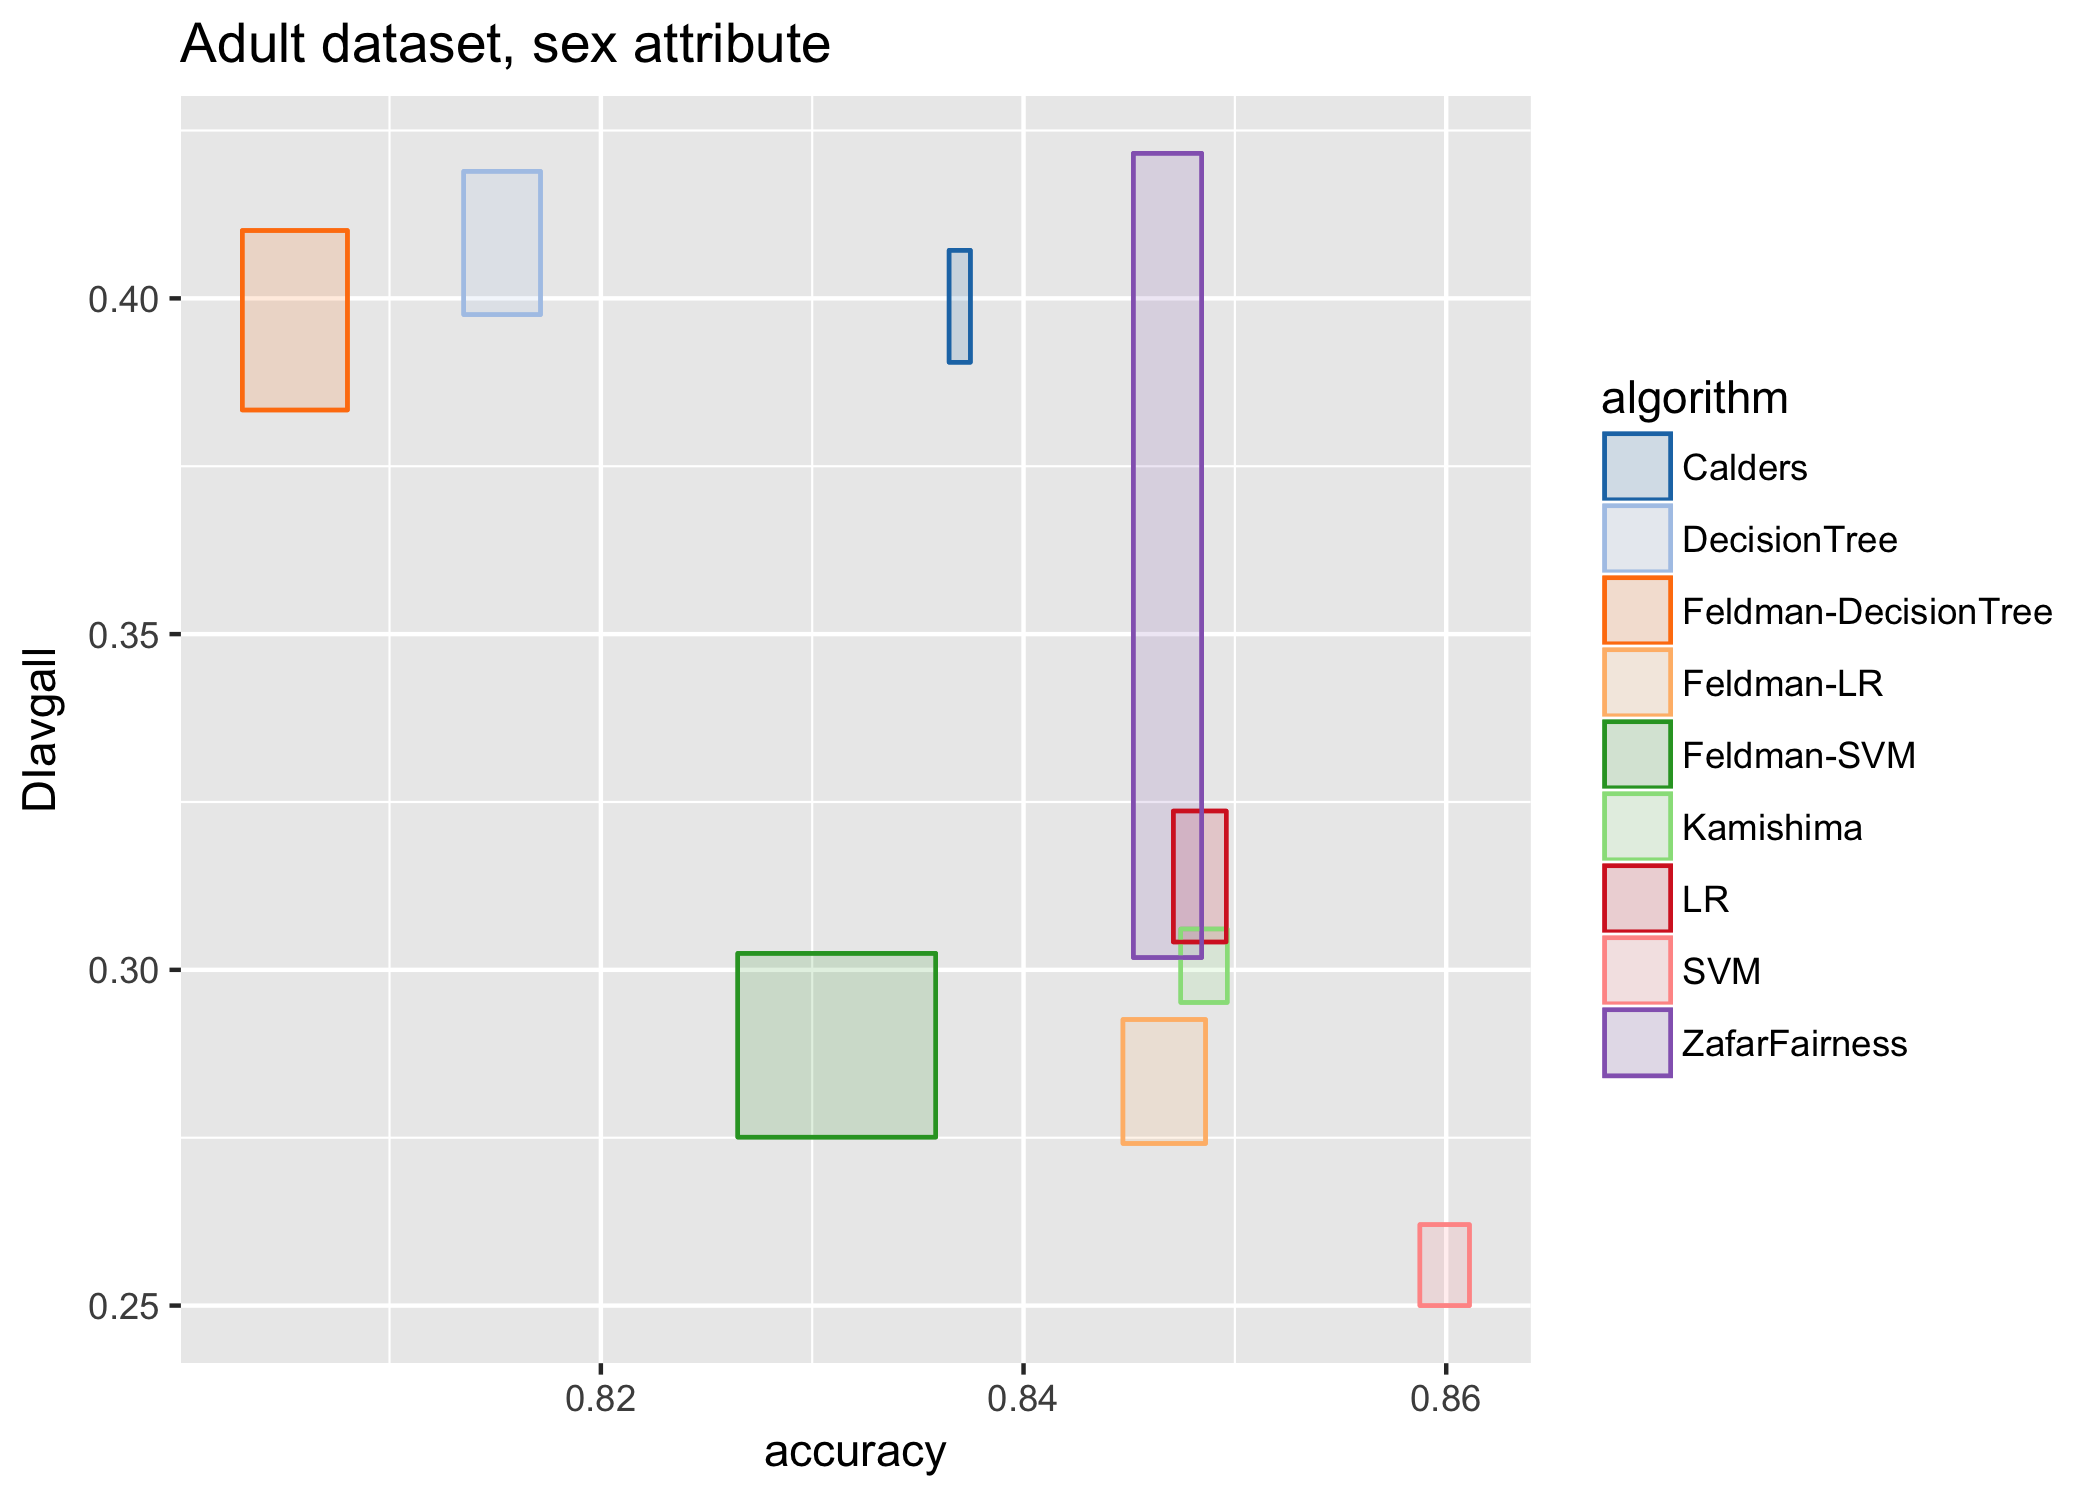 Adult dataset, sex attribute
DIavgall
0.40
0.35
0.30
0.25
0.82
0.84
0.86
accuracy
algorithm
Calders
DecisionTree
Feldman-DecisionTree
Feldman-LR
Feldman-SVM
Kamishima
LR
SVM
ZafarFairness